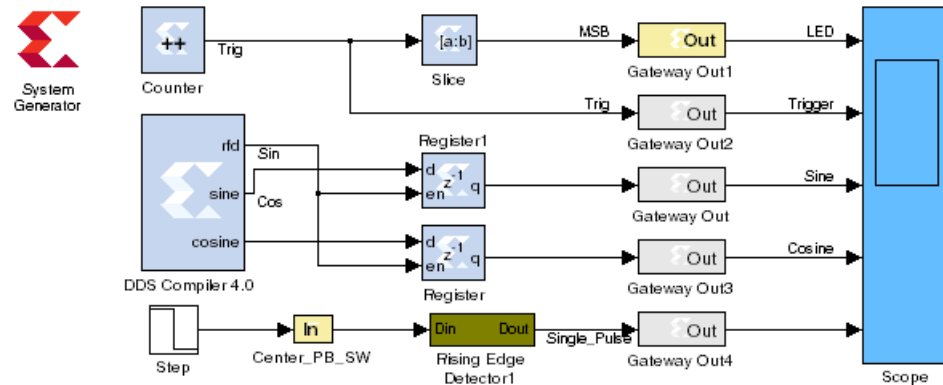 System
Generator
++
Counter
Trig
[a:b]
Slice
MSB
Out
Gateway Out1
LED
Trig
Out
Gateway Out2
Trigger
rfd
sine
cosine
DDS Compiler 4.0
Sin
Cos
Register1
d
en
z-1
q
Out
Gateway Out
Sine
d
en
z-1
q
Register
Out
Gateway Out3
Cosine
Step
In
Center_PB_SW
Din Dout
Rising Edge
Detector1
Single_Pulse
Out
Gateway Out4
Scope